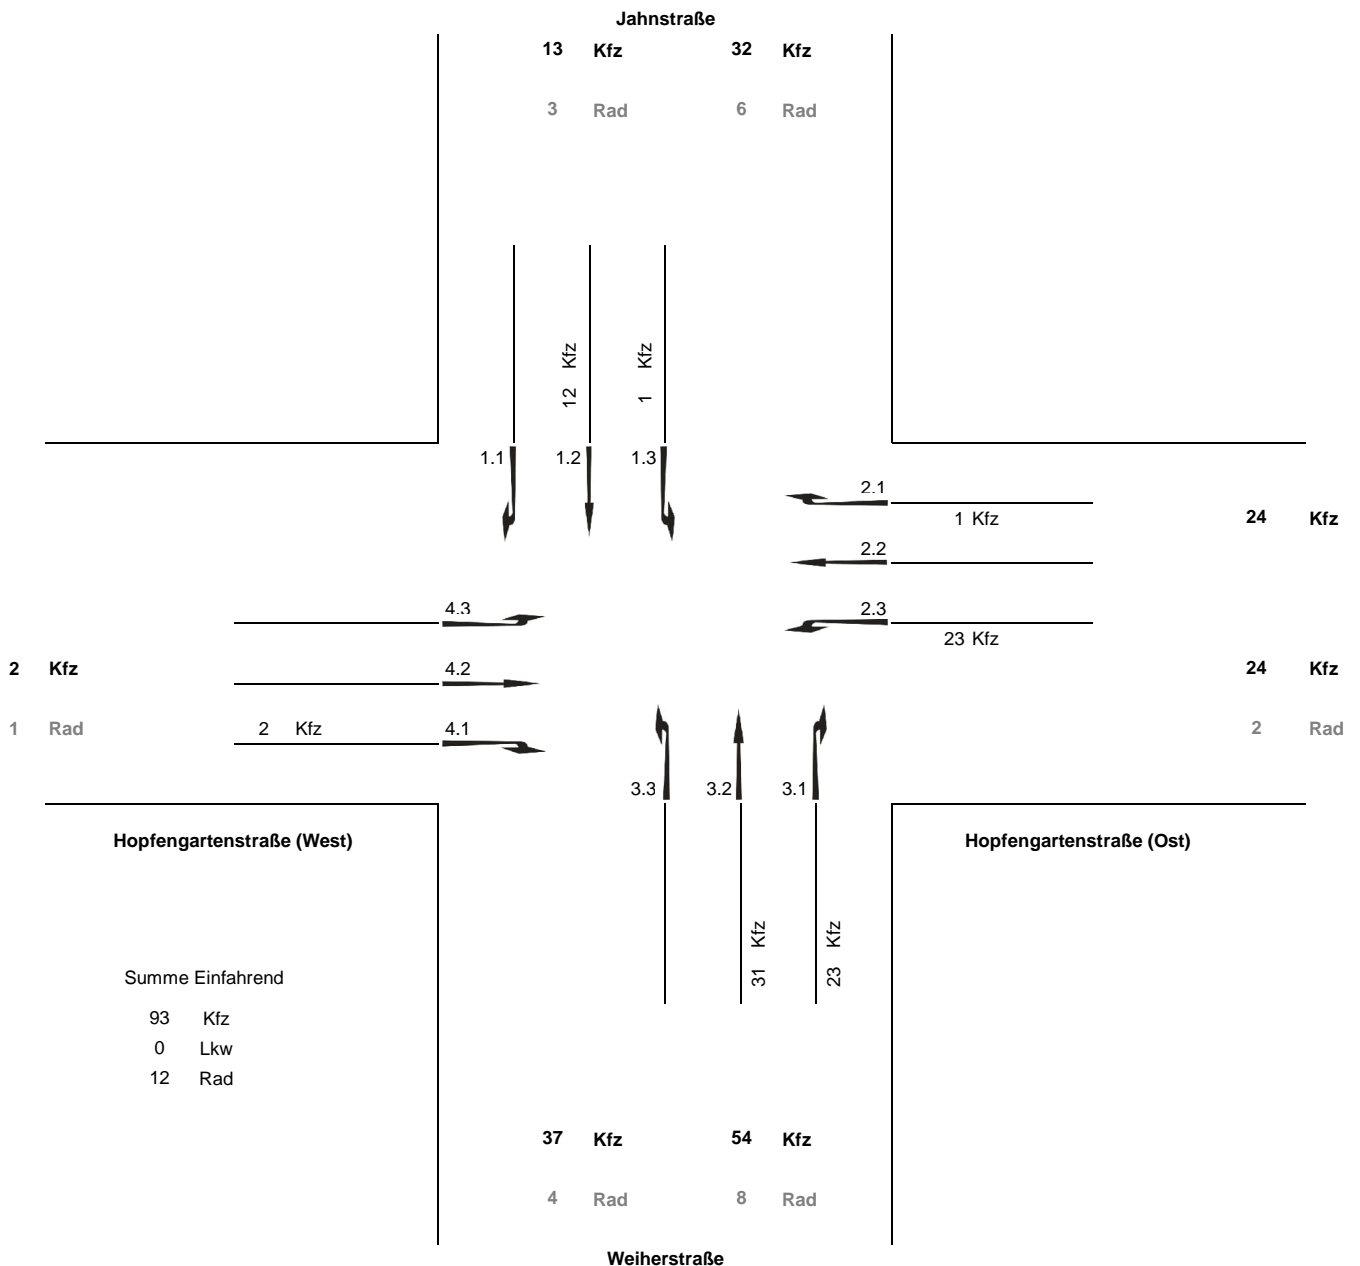 Jahnstraße
13 Kfz 32 Kfz
3 Rad 6 Rad
12 Kfz
1 Kfz
1.1 1.2 1.3
2.1
1 Kfz
24 Kfz
2.2
4.3
2.3
23 Kfz
2 Kfz
4.2
24 Kfz
1 Rad
2 Kfz
4.1
2 Rad
3.3 3.2 3.1
Hopfengartenstraße (West)
Hopfengartenstraße (Ost)
31 Kfz
23 Kfz
Summe Einfahrend
93 Kfz
0 Lkw
12 Rad
37 Kfz 54 Kfz
4 Rad 8 Rad
Weiherstraße